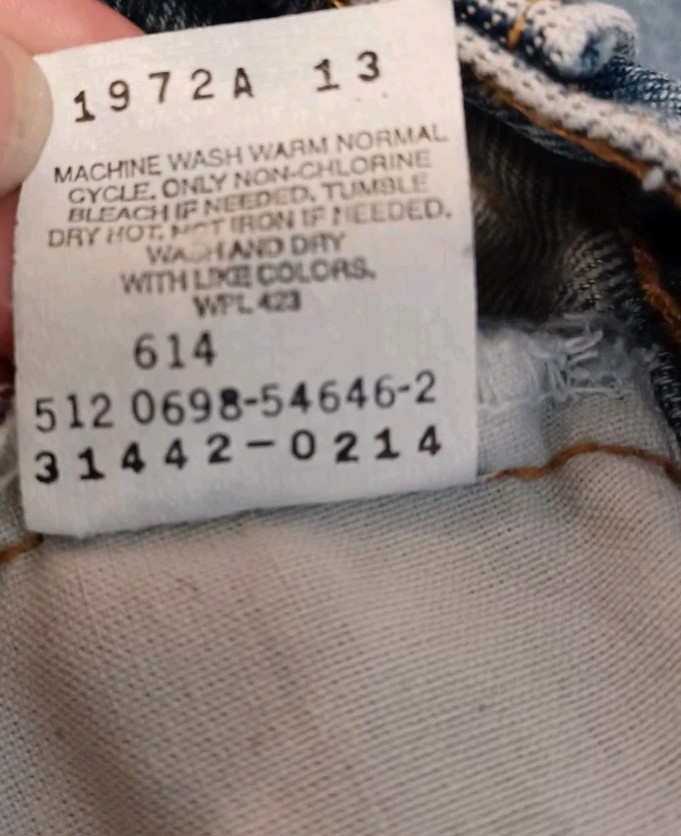 1972A 13
MACHINE WASH WARM NORMAL
CYCLE. ONLY NON-CHLORINE
BLEACH IF NEEDED. TUMBLE
DRY HOT. HOT IRON IF NEEDED.
WASH AND DRY
WITH LIKE COLORS.
WPL 423
614
512 0698-54646-2
31442-0214